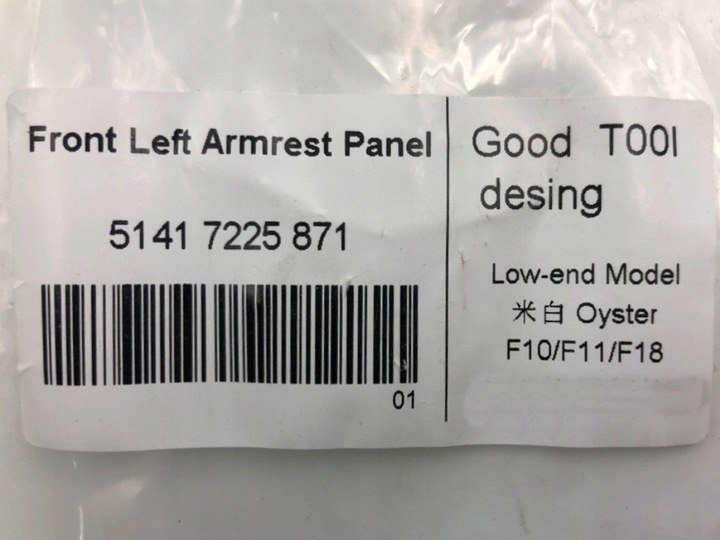 Front Left Armrest Panel
5141 7225 871
01
Good T00l
desing
Low-end Model
米白 Oyster
F10/F11/F18